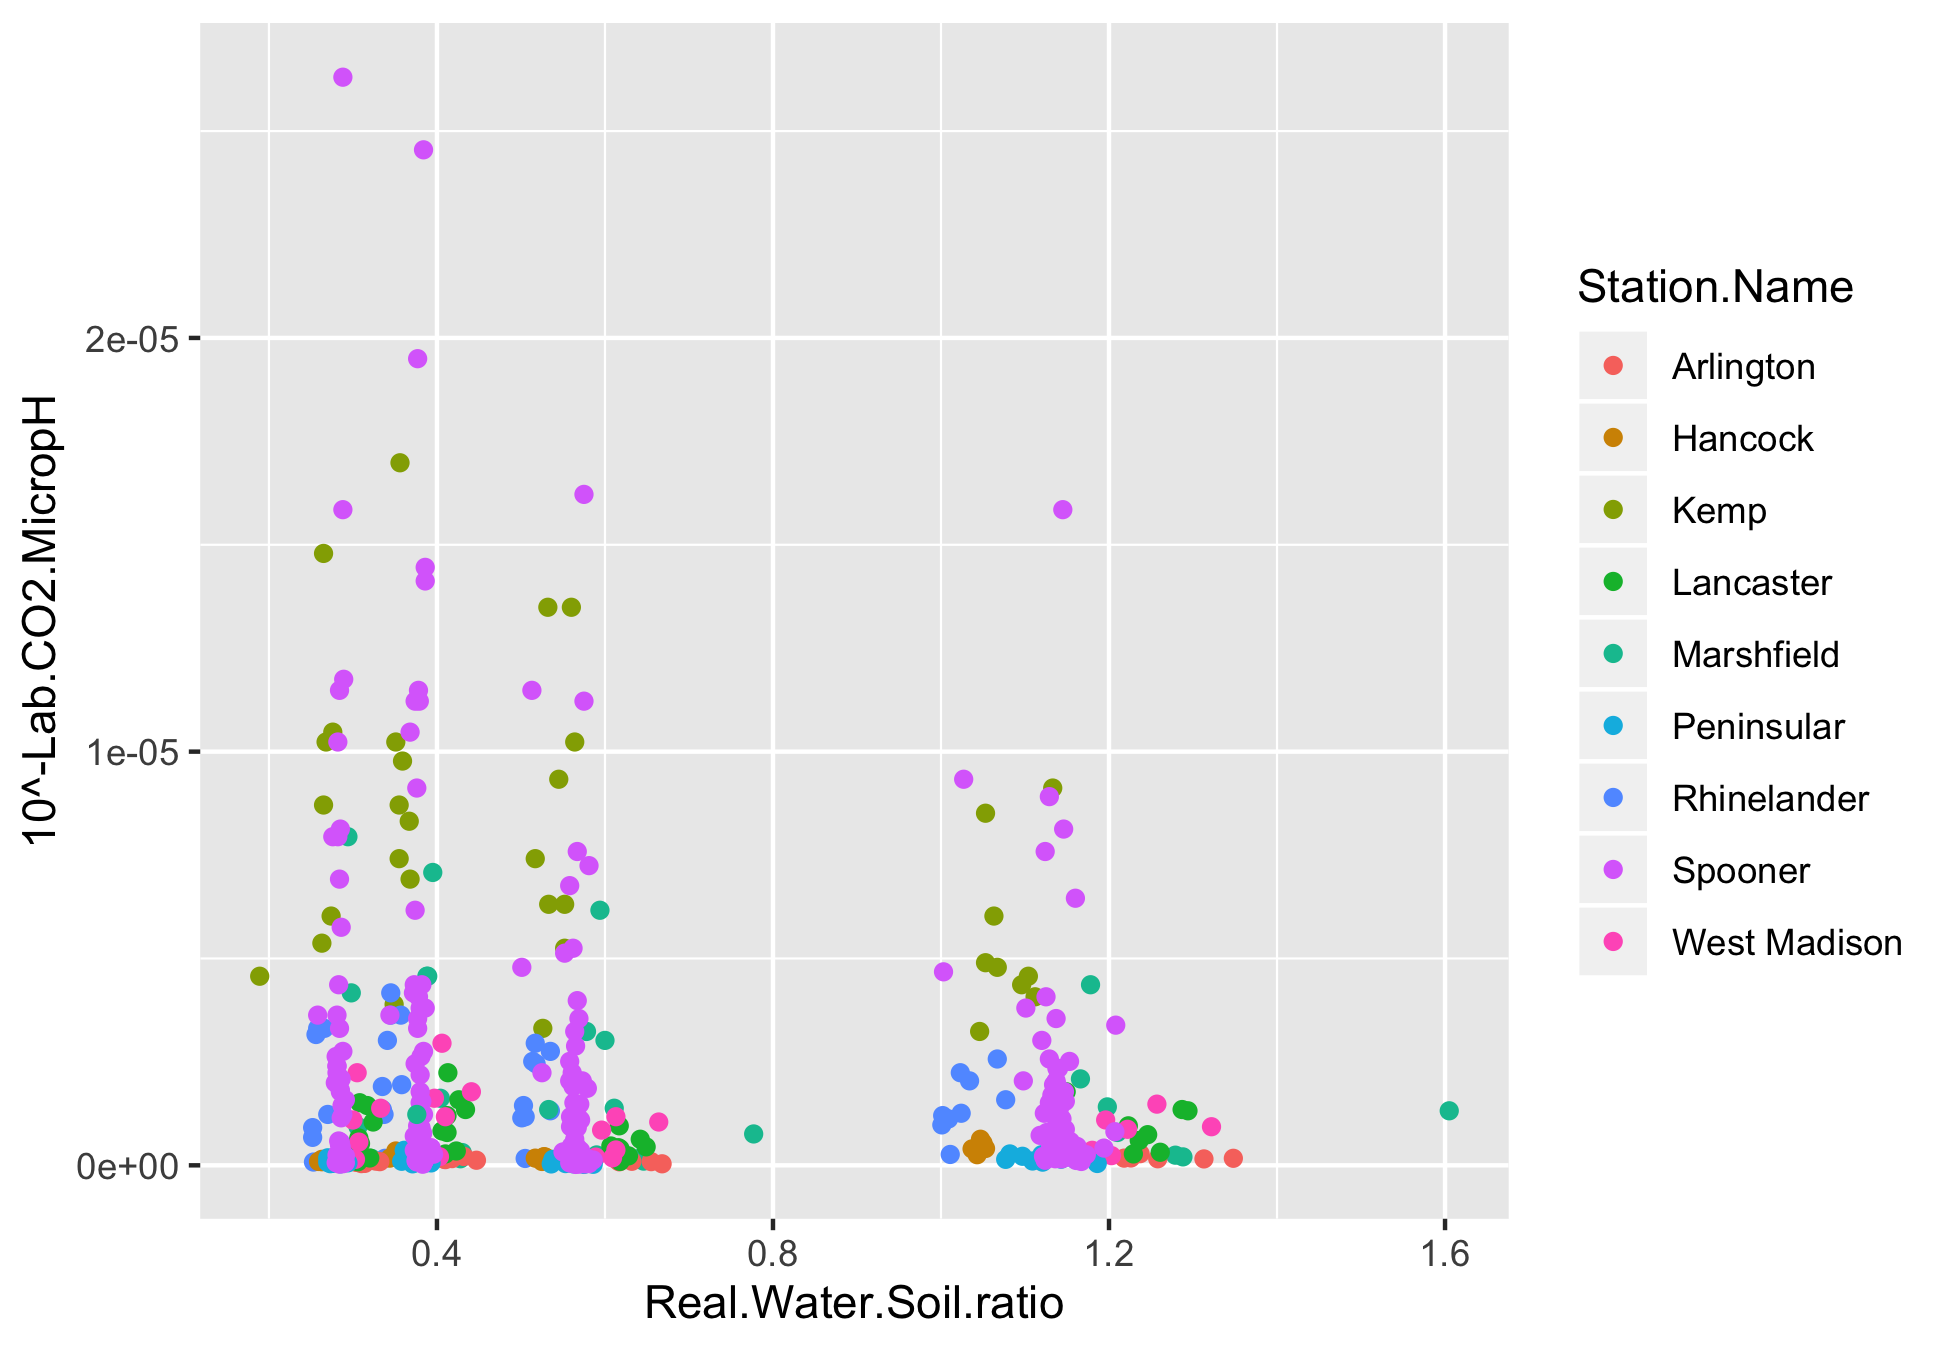 10^-Lab.CO2.MicropH
2e-05
1e-05
0e+00
0.4
0.8
1.2
1.6
Real.Water.Soil.ratio
Station.Name
Arlington
Hancock
Kemp
Lancaster
Marshfield
Peninsular
Rhinelander
Spooner
West Madison